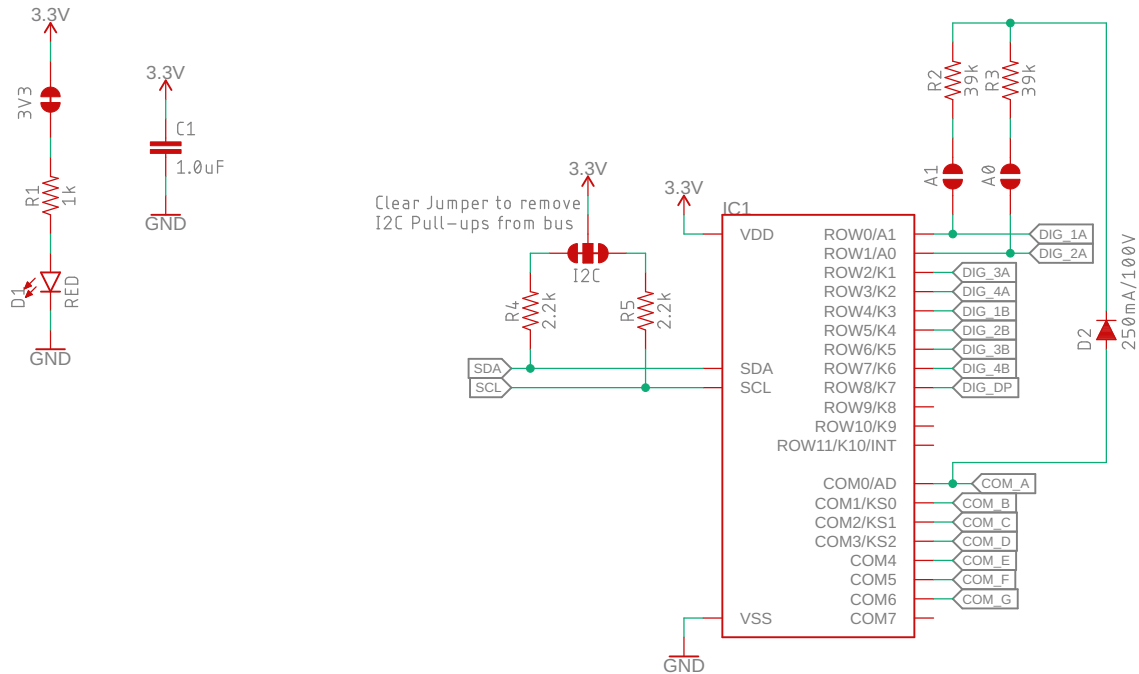 3.3V
3V3
R1
1k
D1
RED
GND
3.3V
C1
1.0uF
GND
Clear Jumper to remove
I2C Pull-ups from bus
3.3V
I2C
R4
2.2k
R5
2.2k
SDA
SCL
3.3V
IC1
VDD
SDA
SCL
VSS
GND
ROW0/A1
ROW1/A0
ROW2/K1
ROW3/K2
ROW4/K3
ROW5/K4
ROW6/K5
ROW7/K6
ROW8/K7
ROW9/K8
ROW10/K9
ROW11/K10/INT
COM0/AD
COM1/KS0
COM2/KS1
COM3/KS2
COM4
COM5
COM6
COM7
R2
39k
R3
39k
A1
A0
DIG_1A
DIG_2A
DIG_3A
DIG_4A
DIG_1B
DIG_2B
DIG_3B
DIG_4B
DIG_DP
COM_A
COM_B
COM_C
COM_D
COM_E
COM_F
COM_G
D2
250mA/100V